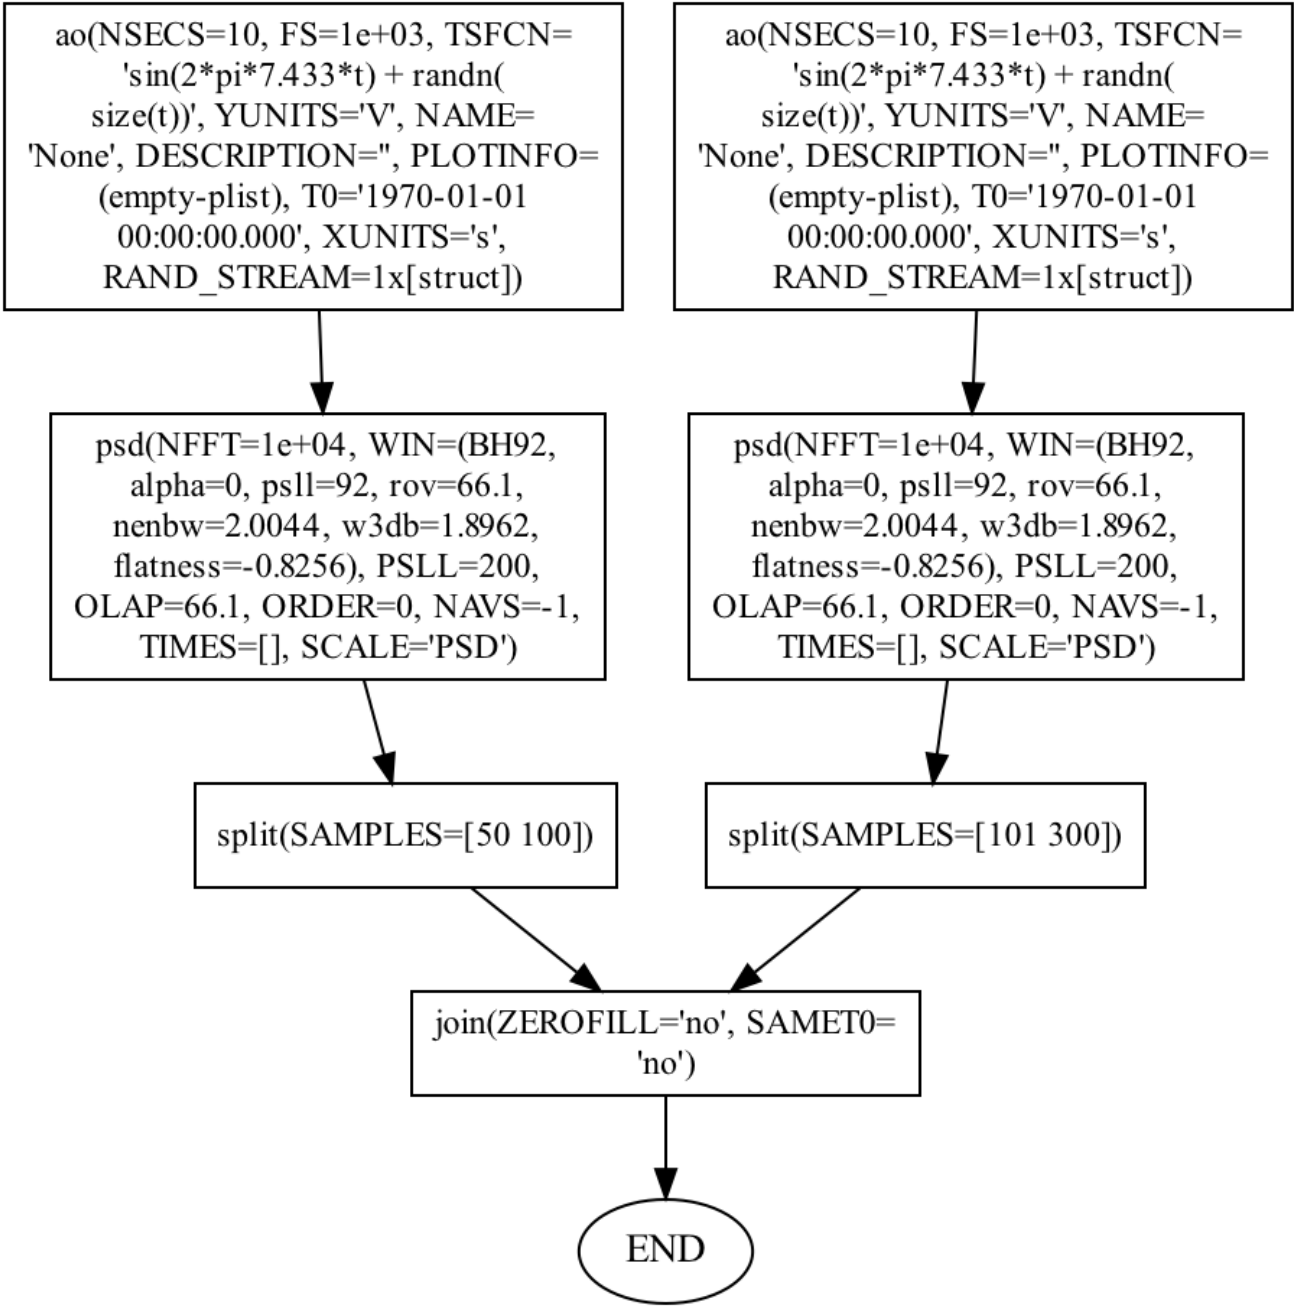 ao(NSECS=10, FS=1e+03, TSFCN=
'sin(2*pi*7.433*t) + randn(
size(t))', YUNITS='V', NAME=
'None', DESCRIPTION='', PLOTINFO=
(empty-plist), T0='1970-01-01
00:00:00.000', XUNITS='s',
RAND_STREAM=1x[struct])
ao(NSECS=10, FS=1e+03, TSFCN=
'sin(2*pi*7.433*t) + randn(
size(t))', YUNITS='V', NAME=
'None', DESCRIPTION='', PLOTINFO=
(empty-plist), T0='1970-01-01
00:00:00.000', XUNITS='s',
RAND_STREAM=1x[struct])
psd(NFFT=1e+04, WIN=(BH92,
alpha=0, psll=92, rov=66.1,
nenbw=2.0044, w3db=1.8962,
flatness=-0.8256), PSLL=200,
OLAP=66.1, ORDER=0, NAVS=-1,
TIMES=[], SCALE='PSD')
psd(NFFT=1e+04, WIN=(BH92,
alpha=0, psll=92, rov=66.1,
nenbw=2.0044, w3db=1.8962,
flatness=-0.8256), PSLL=200,
OLAP=66.1, ORDER=0, NAVS=-1,
TIMES=[], SCALE='PSD')
split(SAMPLES=[50 100])
split(SAMPLES=[101 300])
join(ZEROFILL='no', SAMET0=
'no')
END